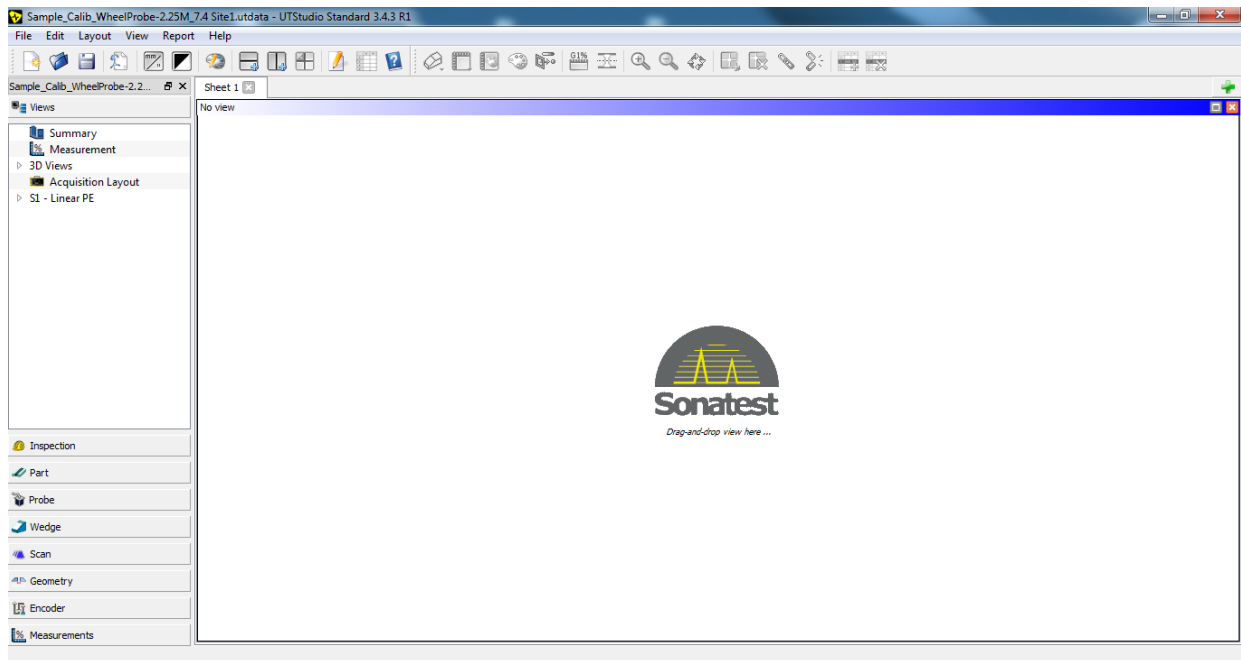 Sample_Calib_WheelProbe-2.25M_7.4 Site1.utdata - UTStudio Standard 3.4.3 R1
File Edit Layout View Report Help
Sample_Calib_WheelProbe-2.2...
Sheet 1
Views
No view
Summary
Measurement
3D Views
Acquisition Layout
S1 - Linear PE
Sonatest
Drag-and-drop view here ...
Inspection
Part
Probe
Wedge
Scan
Geometry
Encoder
Measurements